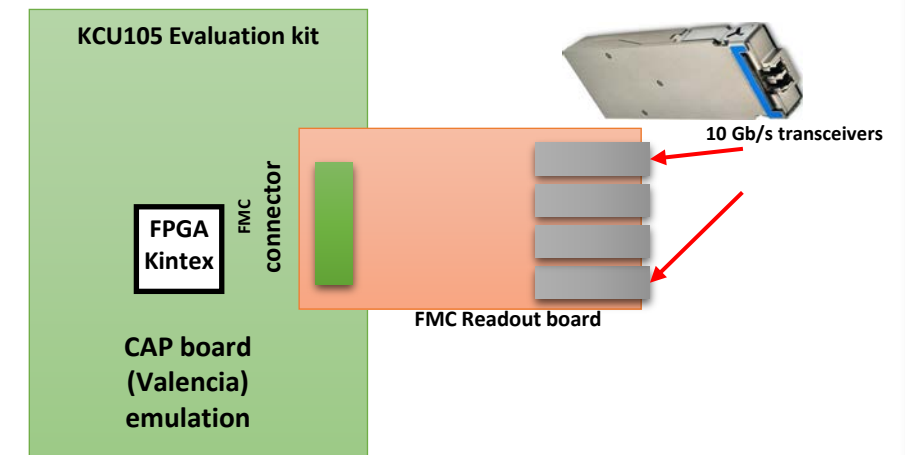 KCU105 Evaluation kit
10 Gb/s transceivers
FMC
connector
FPGA
Kintex
FMC Readout board
CAP board
(Valencia)
emulation